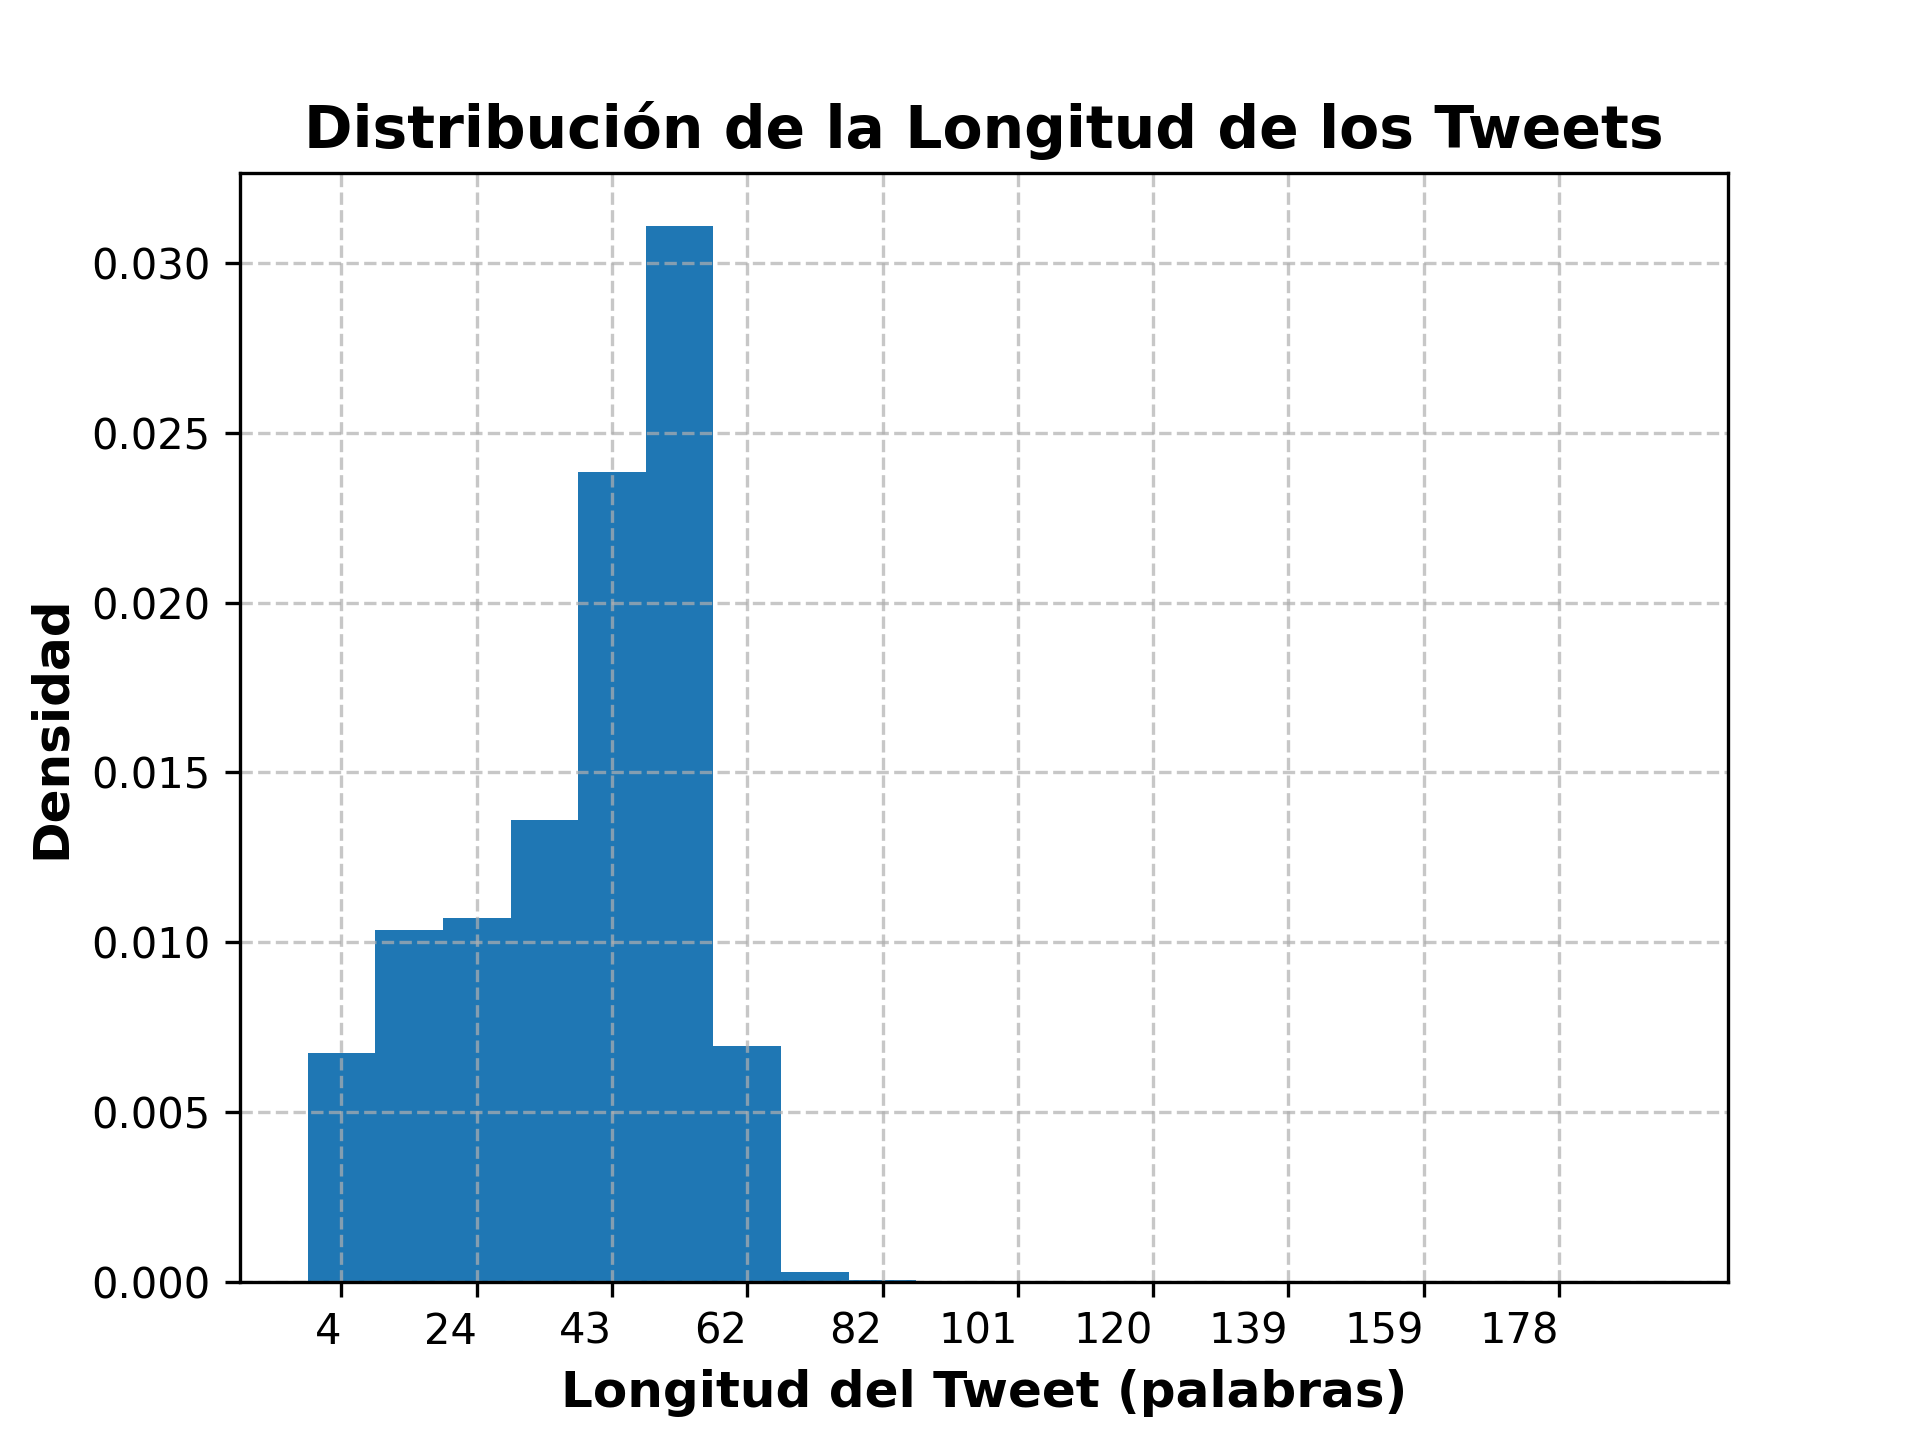 Distribución de la Longitud de los Tweets
Densidad
0.030
0.025
0.020
0.015
0.010
0.005
0.000
4 24 43 62 82 101 120 139 159 178
Longitud del Tweet (palabras)